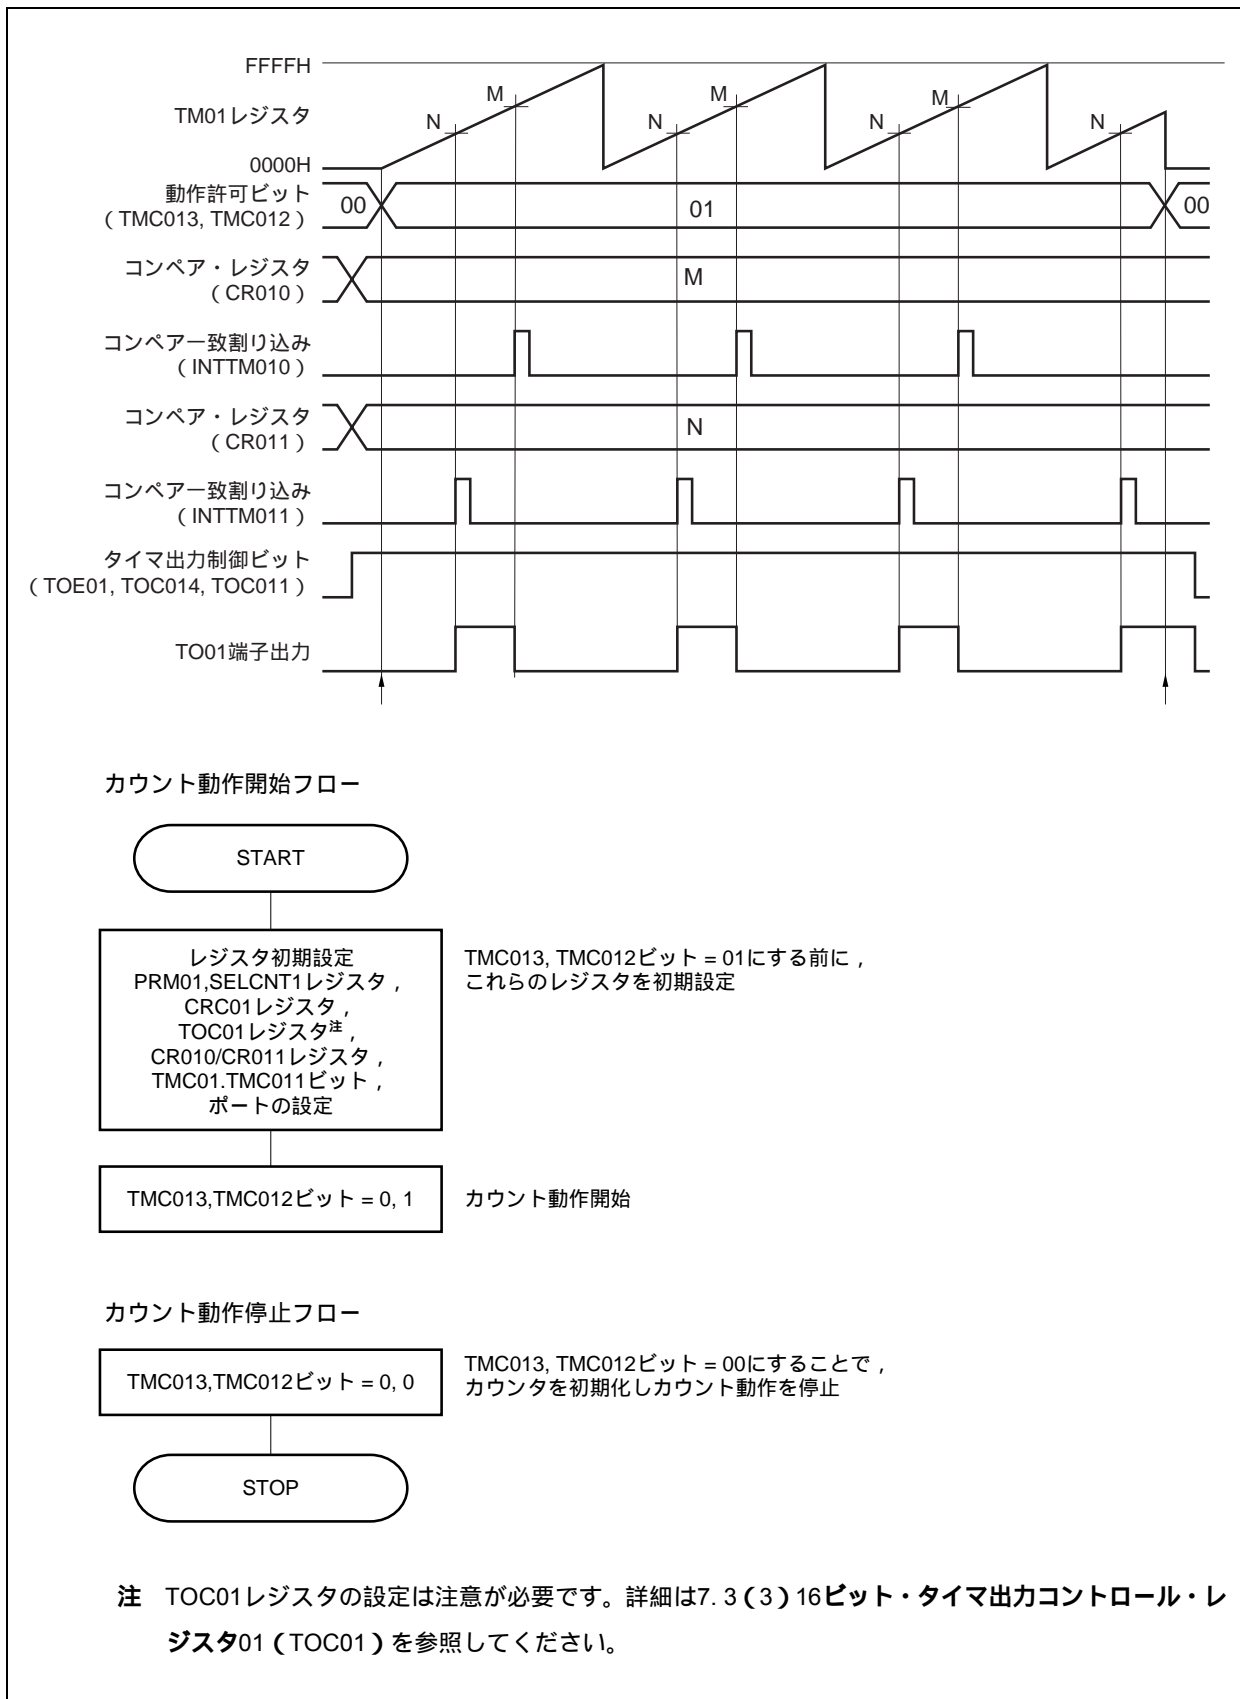 FFFFH
TM01レジスタ
0000H
N
M
N
M
N
M
N
動作許可ビット
（TMC013, TMC012）
00
01
00
コンペア・レジスタ
（CR010）
M
コンペア一致割り込み
（INTTM010）
コンペア・レジスタ
（CR011）
N
コンペア一致割り込み
（INTTM011）
タイマ出力制御ビット
（TOE01, TOC014, TOC011）
TO01端子出力
カウント動作開始フロー
START
レジスタ初期設定
PRM01,SELCNT1レジスタ，
CRC01レジスタ，
TOC01レジスタ注，
CR010/CR011レジスタ，
TMC01.TMC011ビット，
ポートの設定
TMC013, TMC012ビット = 01にする前に，
これらのレジスタを初期設定
TMC013,TMC012ビット = 0, 1
カウント動作開始
カウント動作停止フロー
TMC013,TMC012ビット = 0, 0
TMC013, TMC012ビット = 00にすることで，
カウンタを初期化しカウント動作を停止
STOP
注 TOC01レジスタの設定は注意が必要です。詳細は7. 3（3）16ビット・タイマ出力コントロール・レ
ジスタ01（TOC01）を参照してください。